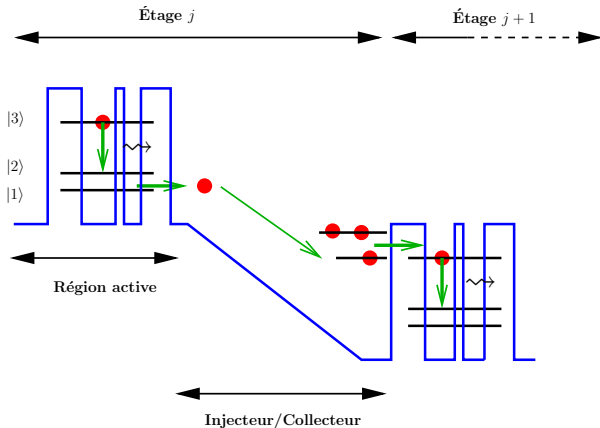 Étage j
Étage j + 1
|3⟩
|2⟩
|1⟩
Région active
Injecteur/Collecteur